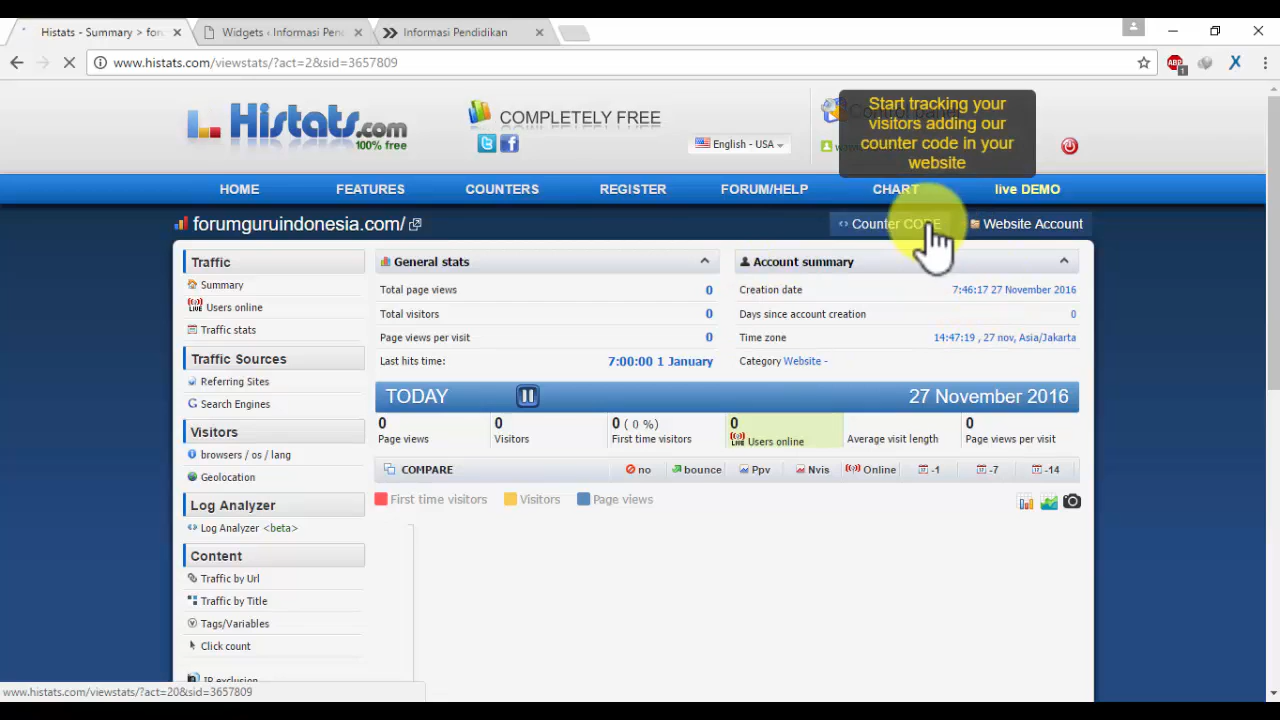 Histats - Summary > for
Widgets ‹ Informasi Pen
Informasi Pendidikan
www.histats.com/viewstats/?act=2&sid=3657809
ABP
1
Histats.com
100% free
COMPLETELY FREE
English - USA
Start tracking your
visitors adding our
counter code in your
website
HOME
FEATURES
COUNTERS
REGISTER
FORUM/HELP
CHART
live DEMO
forumguruindonesia.com/
Counter CODE
Website Account
Traffic
Summary
Users online
Traffic stats
Traffic Sources
Referring Sites
Search Engines
Visitors
browsers / os / lang
Geolocation
Log Analyzer
Log Analyzer <beta>
Content
Traffic by Url
Traffic by Title
Tags/Variables
Click count
IP exclusion
General stats
Total page views 0
Total visitors 0
Page views per visit 0
Last hits time: 7:00:00 1 January
Account summary
Creation date 7:46:17 27 November 2016
Days since account creation 0
Time zone 14:47:19 , 27 nov, Asia/Jakarta
Category Website -
TODAY
27 November 2016
0
Page views
0
Visitors
0 ( 0 %)
First time visitors
0
LIVE Users online
Average visit length
0
Page views per visit
COMPARE
no
bounce
Ppv
Nvis
Online
-1
-7
-14
First time visitors
Visitors
Page views
www.histats.com/viewstats/?act=20&sid=3657809